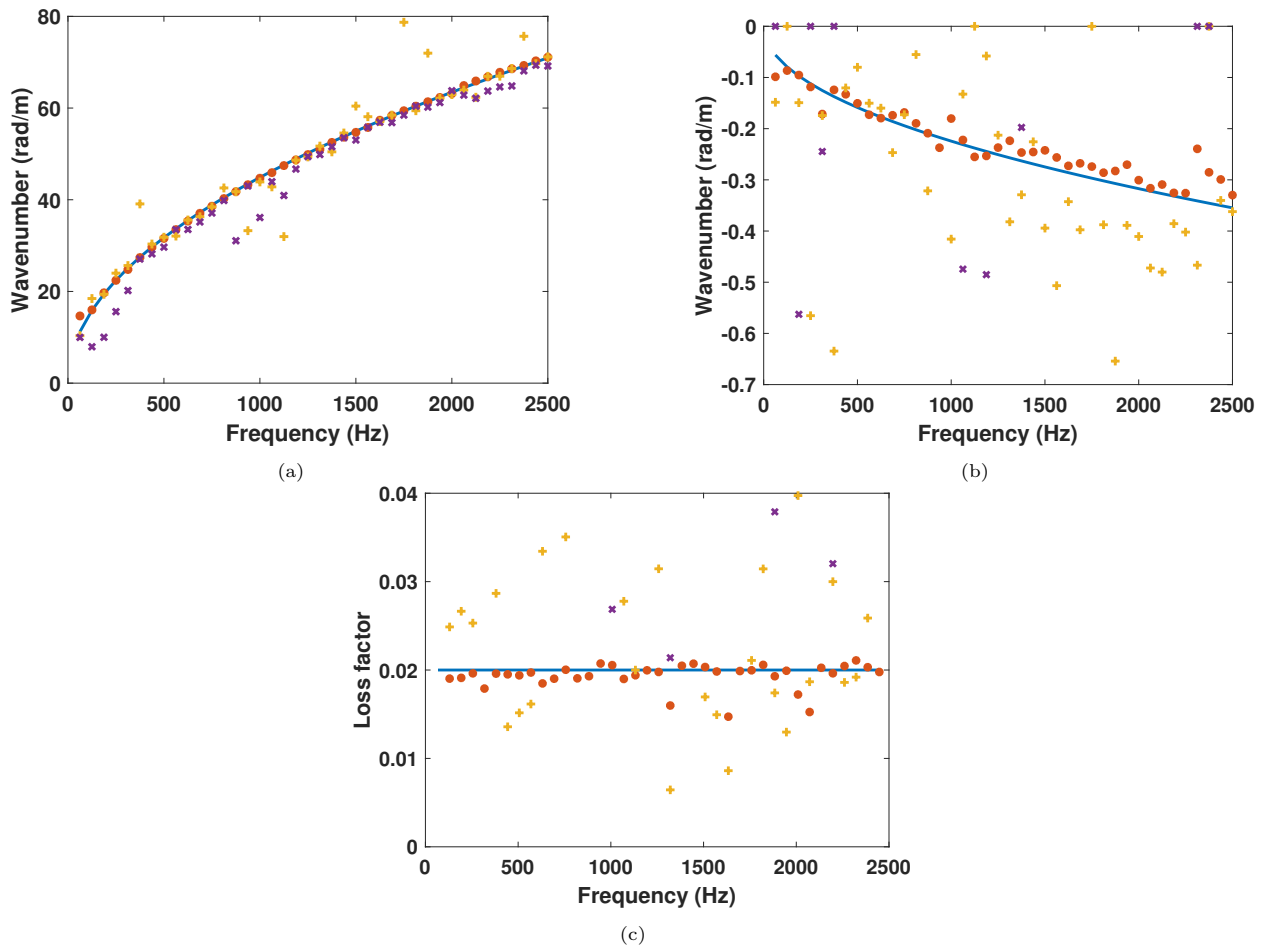 80
60
40
20
0
Wavenumber (rad/m)
0 500 1000 1500 2000 2500
Frequency (Hz)
(a)
0
-0.1
-0.2
-0.3
-0.4
-0.5
-0.6
-0.7
Wavenumber (rad/m)
0 500 1000 1500 2000 2500
Frequency (Hz)
(b)
0.04
0.03
0.02
0.01
0
Loss factor
0 500 1000 1500 2000 2500
Frequency (Hz)
(c)